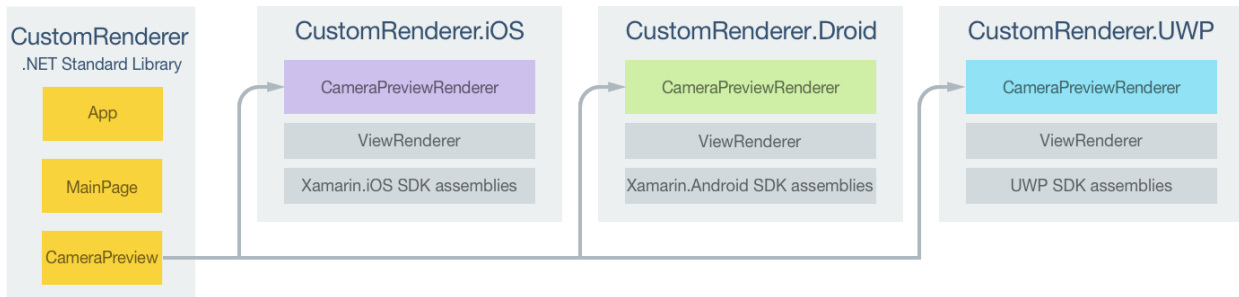 CustomRenderer
.NET Standard Library
App
MainPage
CameraPreview
CustomRenderer.iOS
CameraPreviewRenderer
ViewRenderer
Xamarin.iOS SDK assemblies
CustomRenderer.Droid
CameraPreviewRenderer
ViewRenderer
Xamarin.Android SDK assemblies
CustomRenderer.UWP
CameraPreviewRenderer
ViewRenderer
UWP SDK assemblies